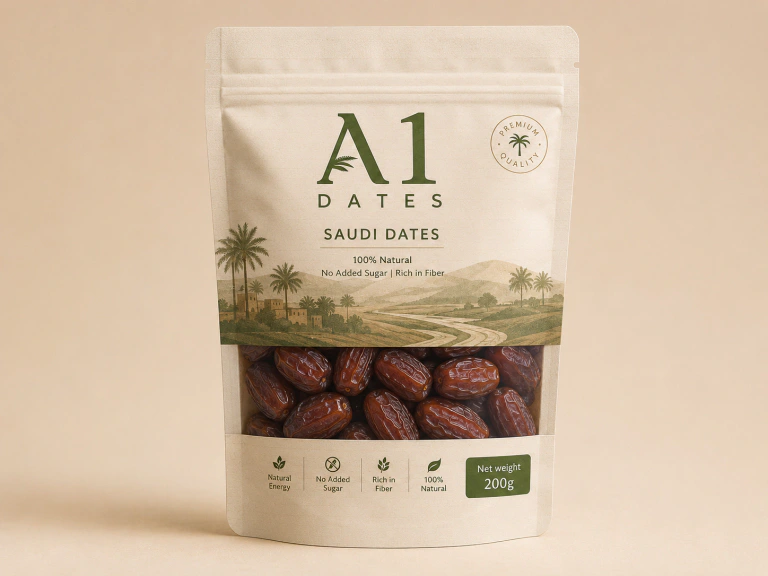 A1
DATES
PREMIUM
QUALITY
SAUDI DATES
100% Natural
No Added Sugar | Rich in Fiber
Natural
Energy
No Added
Sugar
Rich in
Fiber
100%
Natural
Net weight
200g